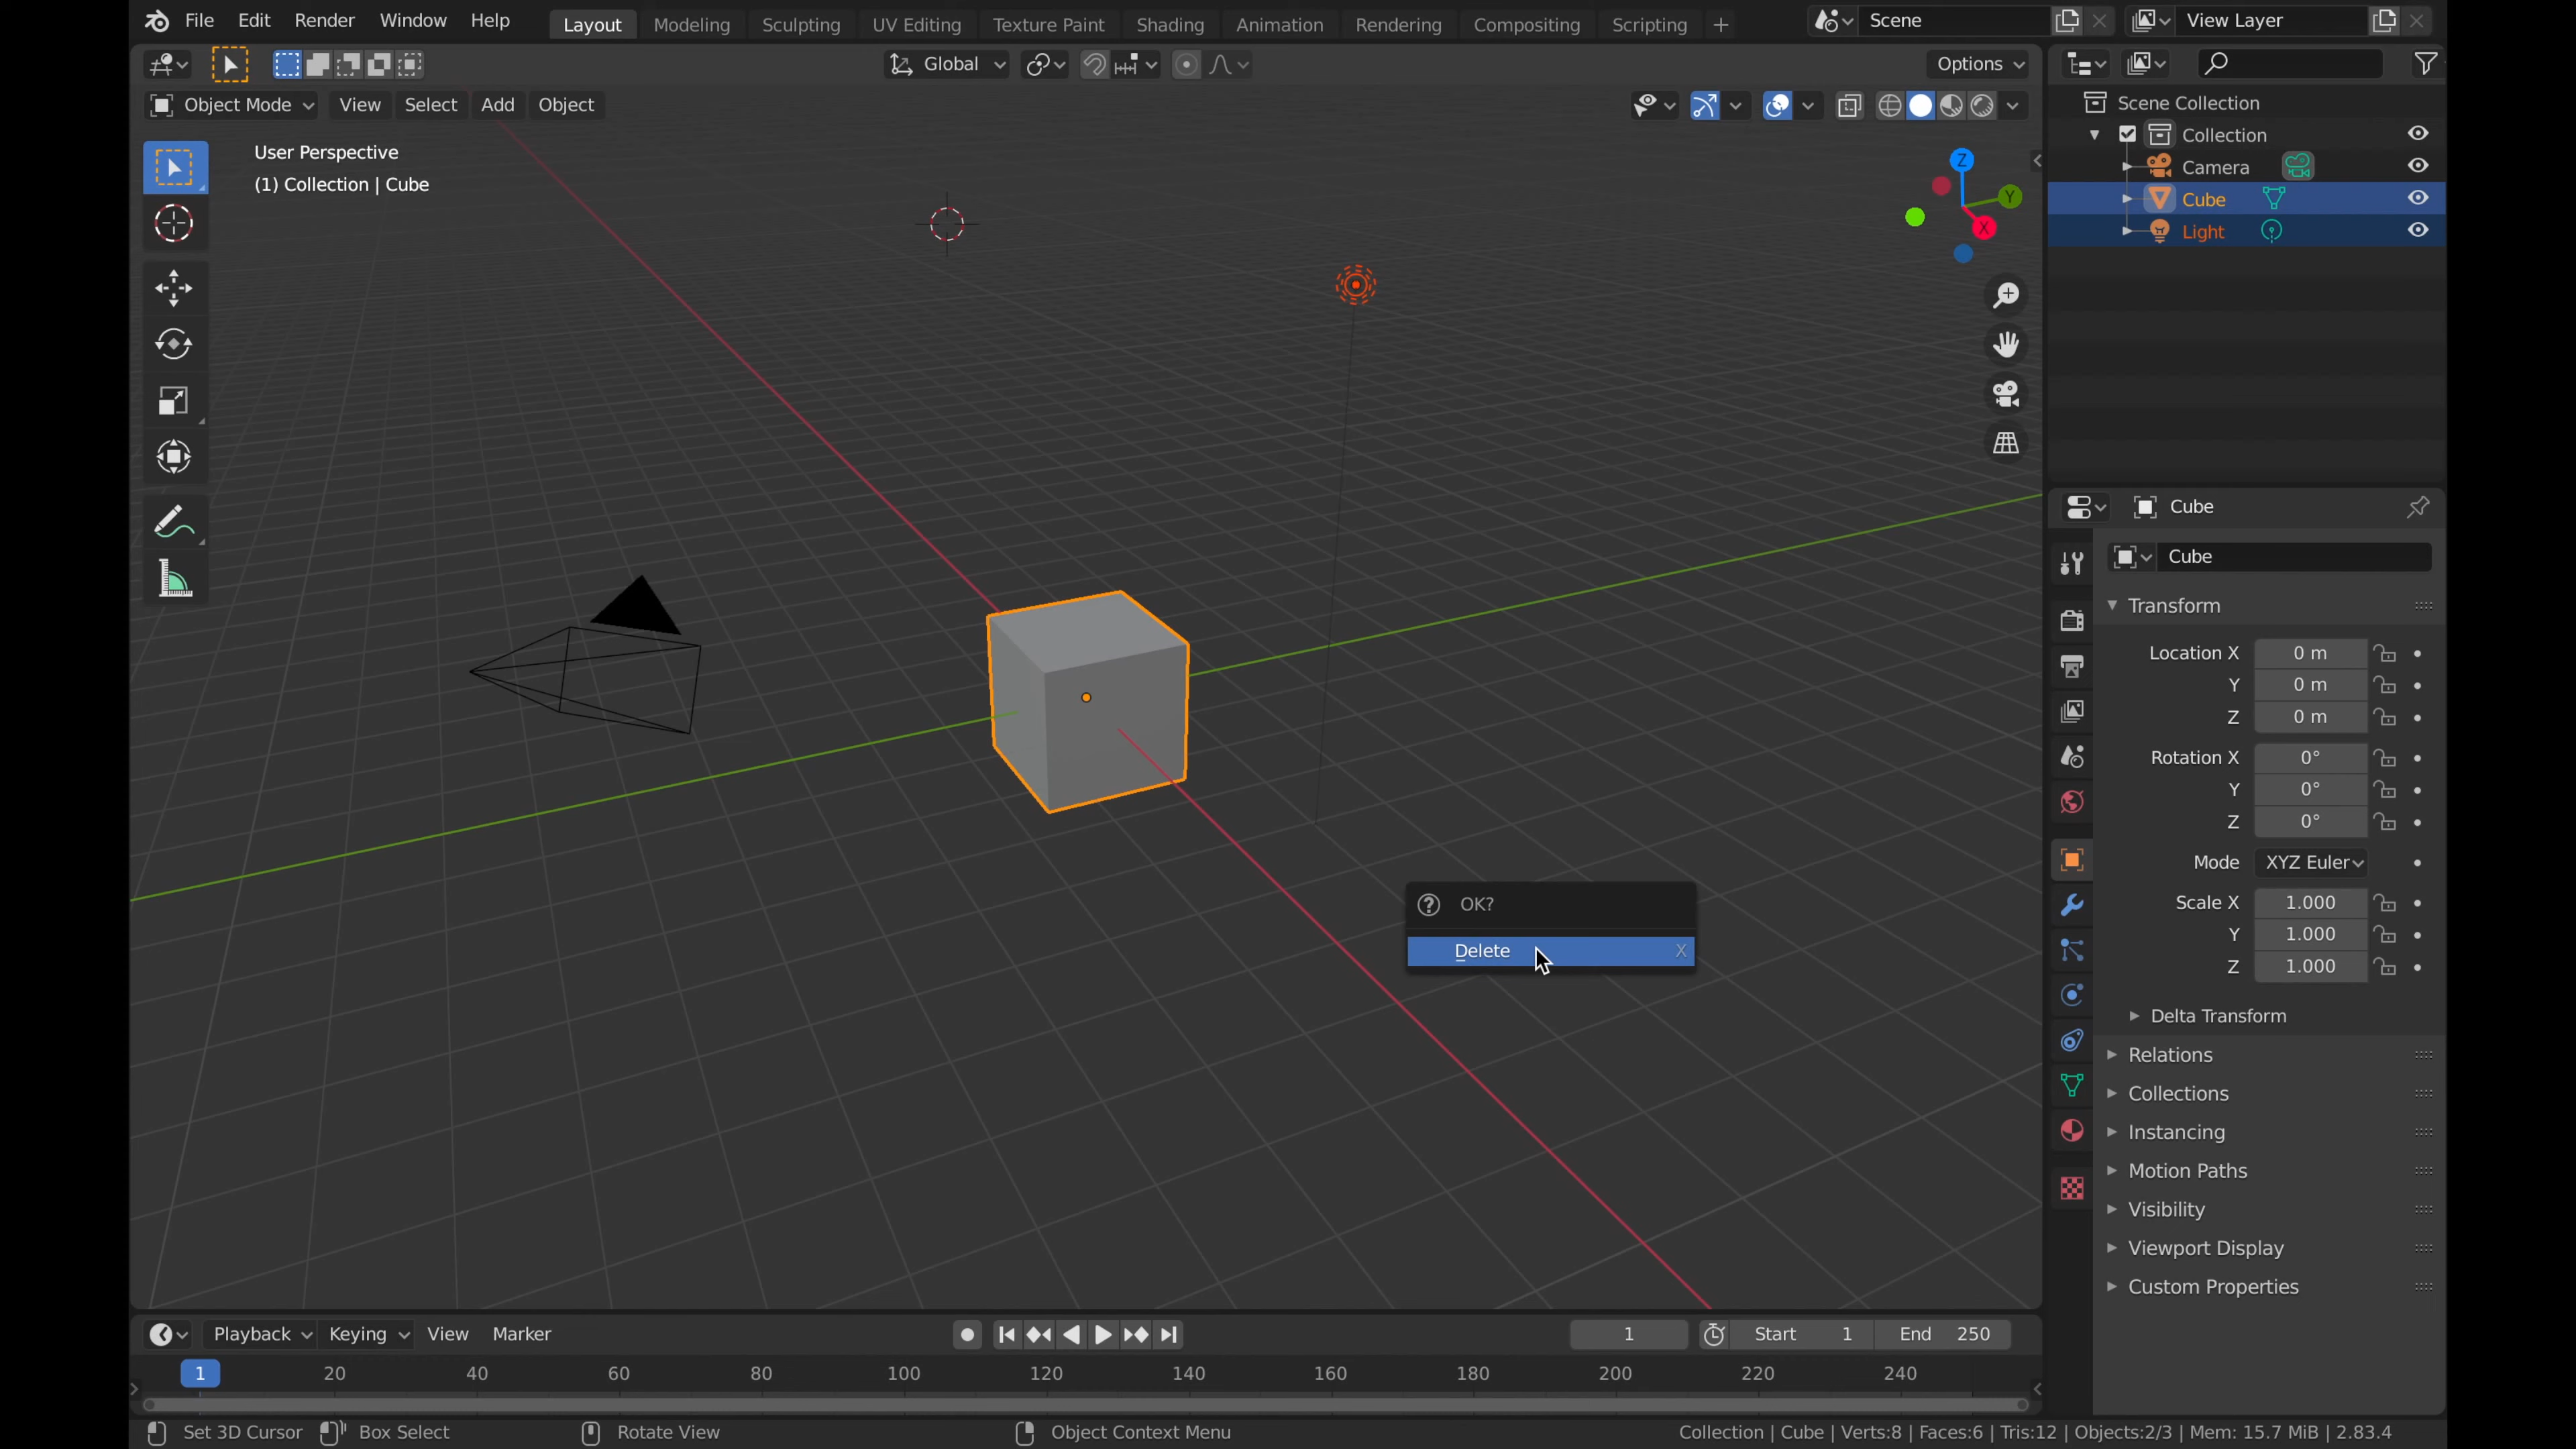 File Edit Render Window Help Layout Modeling Sculpting UV Editing Texture Paint Shading Animation Rendering Compositing Scripting + Scene View Layer
Global Options
Object Mode View Select Add Object
User Perspective
(1) Collection | Cube
Z
Y
X
Scene Collection
Collection
Camera
Cube
Light
Cube
Cube
Transform
Location X 0 m
Y 0 m
Z 0 m
Rotation X 0°
Y 0°
Z 0°
Mode XYZ Euler
Scale X 1.000
Y 1.000
Z 1.000
Delta Transform
Relations
Collections
Instancing
Motion Paths
Visibility
Viewport Display
Custom Properties
OK?
Delete X
Playback Keying View Marker 1 Start 1 End 250
1 20 40 60 80 100 120 140 160 180 200 220 240
Set 3D Cursor Box Select Rotate View Object Context Menu Collection | Cube | Verts:8 | Faces:6 | Tris:12 | Objects:2/3 | Mem: 15.7 MiB | 2.83.4